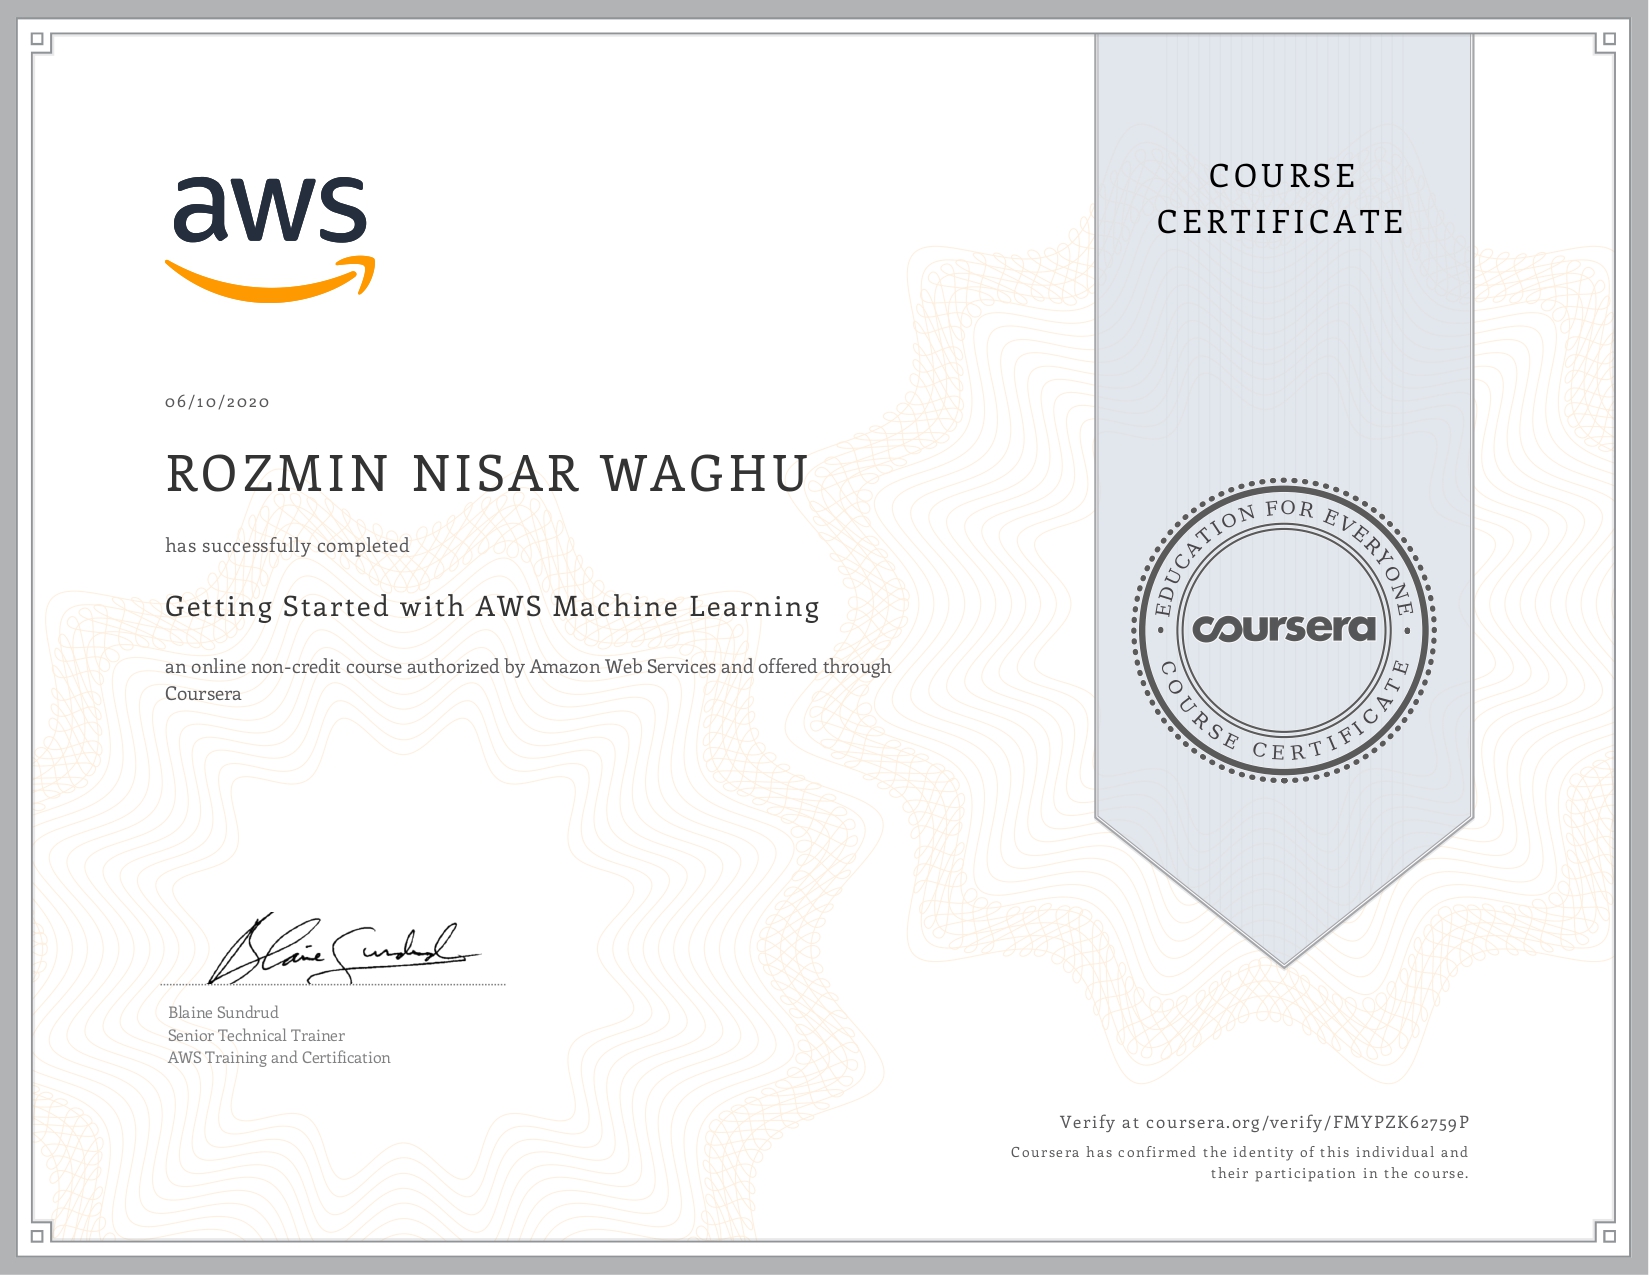 aws
COURSE
CERTIFICATE
06/10/2020
ROZMIN NISAR WAGHU
has successfully completed
Getting Started with AWS Machine Learning
an online non-credit course authorized by Amazon Web Services and offered through
Coursera
EDUCATION FOR EVERYONE
coursera
COURSE CERTIFICATE
Blaine Sundrud
Blaine Sundrud
Senior Technical Trainer
AWS Training and Certification
Verify at coursera.org/verify/FMYPZK62759P
Coursera has confirmed the identity of this individual and
their participation in the course.